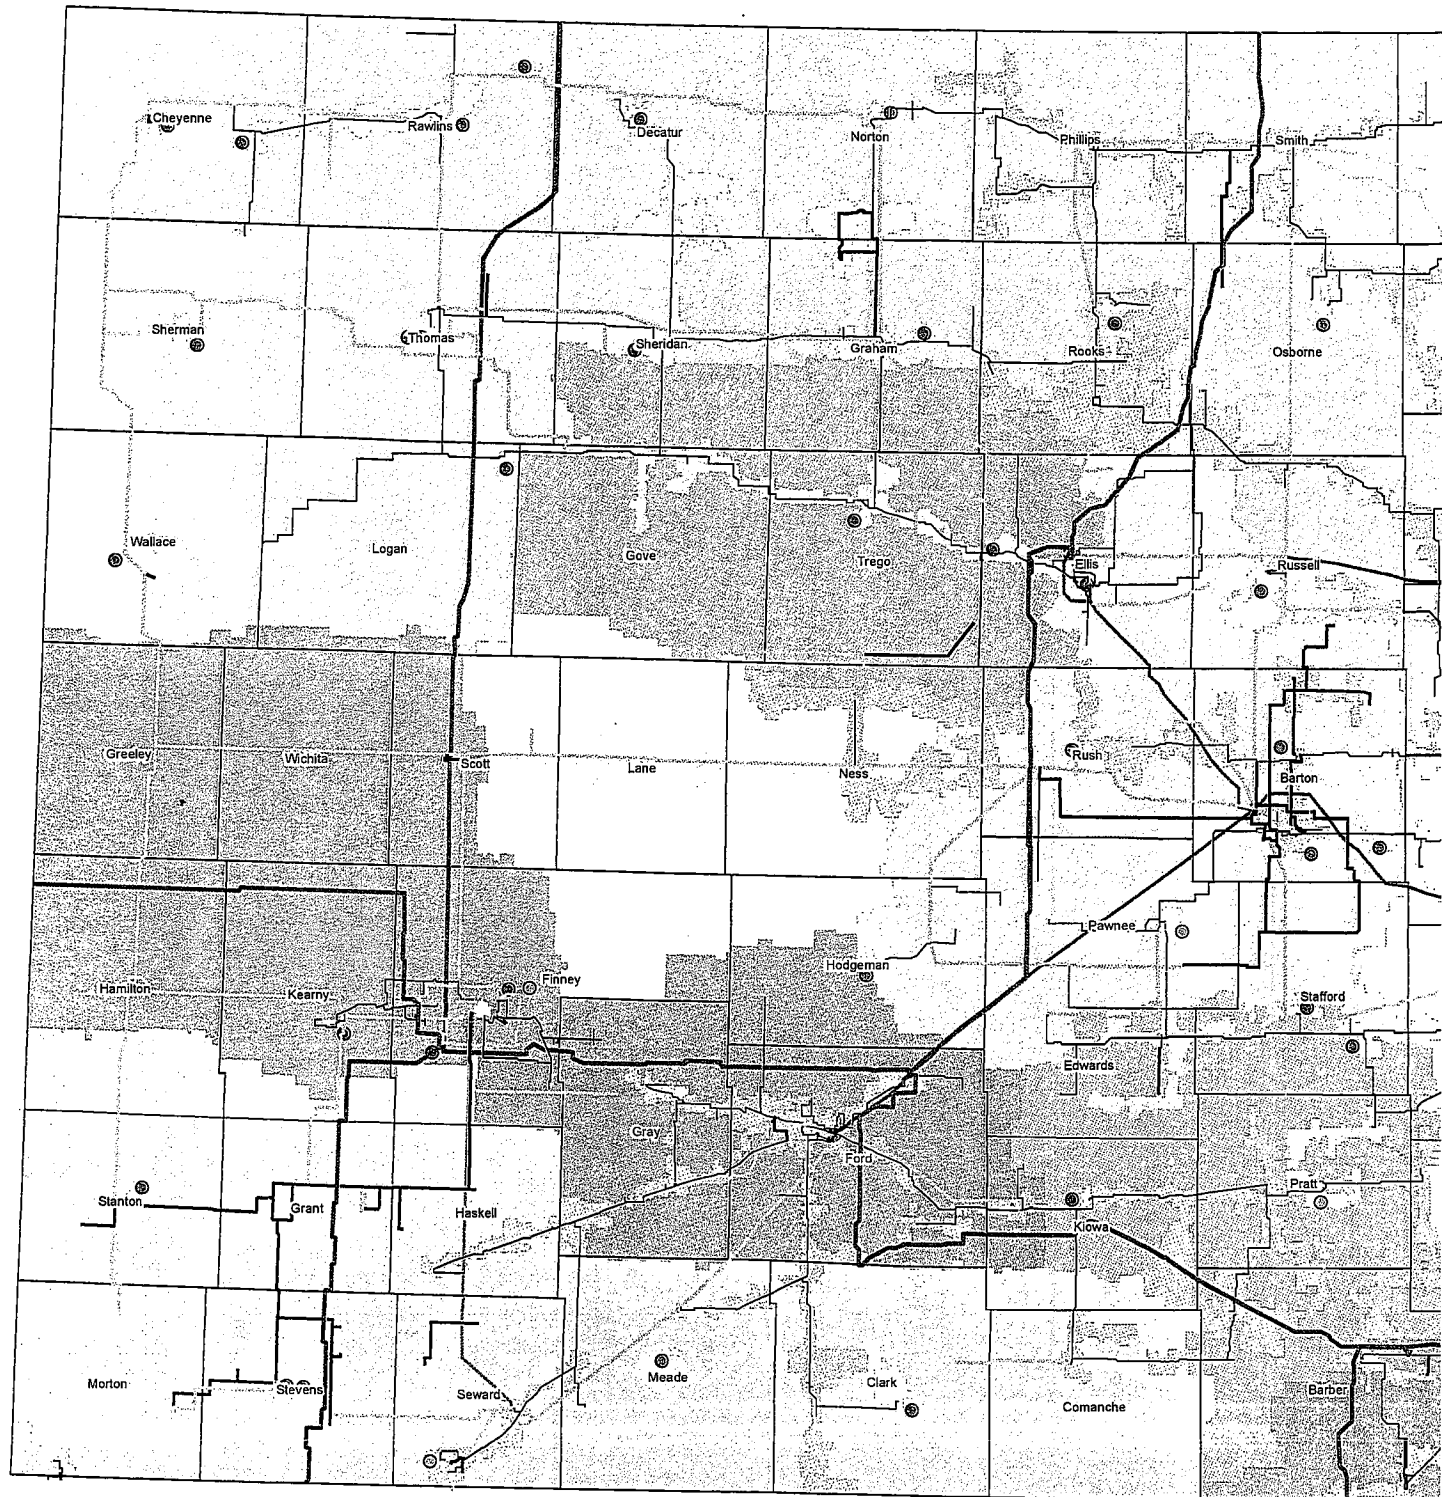 Cheyenne
Rawlins
Decatur
Norton
Phillips
Smith
Sherman
Thomas
Sheridan
Graham
Rooks
Osborne
Wallace
Logan
Gove
Trego
Ellis
Russell
Greeley
Wichita
Scott
Lane
Ness
Rush
Barton
Hamilton
Kearny
Finney
Hodgeman
Pawnee
Stafford
Edwards
Gray
Ford
Stanton
Grant
Haskell
Kiowa
Pratt
Morton
Stevens
Seward
Meade
Clark
Comanche
Barber